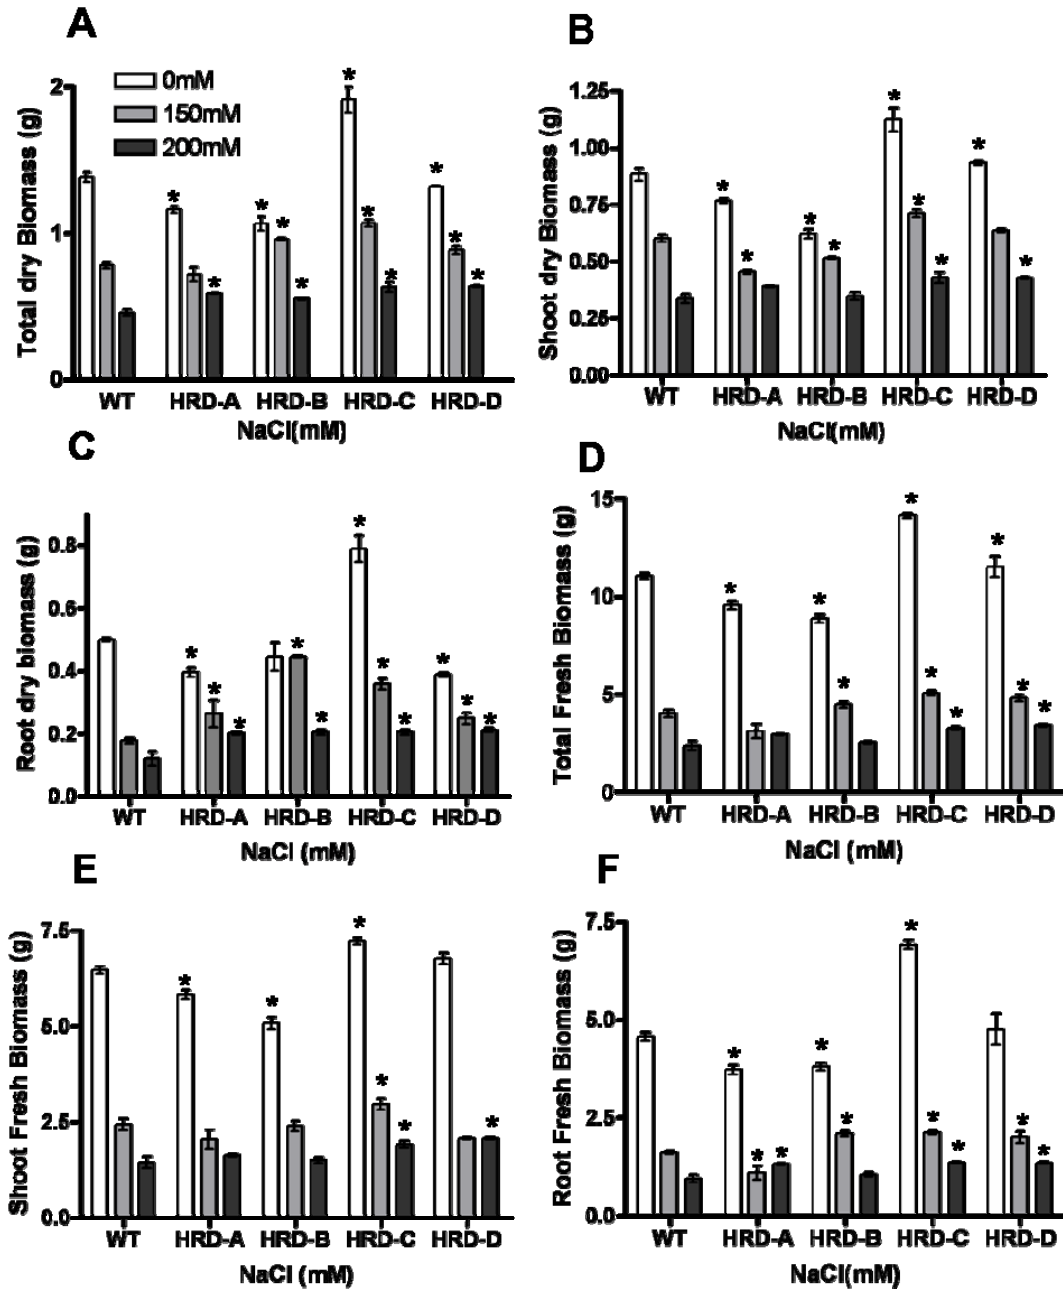 A
Total dry Biomass (g)
2
1
0
0mM
150mM
200mM
* * * * * * * * *
WT HRD-A HRD-B HRD-C HRD-D
NaCl(mM)
B
Shoot dry Biomass (g)
1.25
1.00
0.75
0.50
0.25
0.00
* * * * * * * * *
WT HRD-A HRD-B HRD-C HRD-D
NaCl(mM)
C
Root dry biomass (g)
0.8
0.6
0.4
0.2
0.0
* * * * * * * * * * *
WT HRD-A HRD-B HRD-C HRD-D
NaCl (mM)
D
Total Fresh Biomass (g)
15
10
5
0
* * * * * * * * *
WT HRD-A HRD-B HRD-C HRD-D
NaCl (mM)
E
Shoot Fresh Biomass (g)
7.5
5.0
2.5
0.0
* * * * * *
WT HRD-A HRD-B HRD-C HRD-D
NaCl (mM)
F
Root Fresh Biomass (g)
7.5
5.0
2.5
0.0
* * * * * * * * * *
WT HRD-A HRD-B HRD-C HRD-D
NaCl(mM)